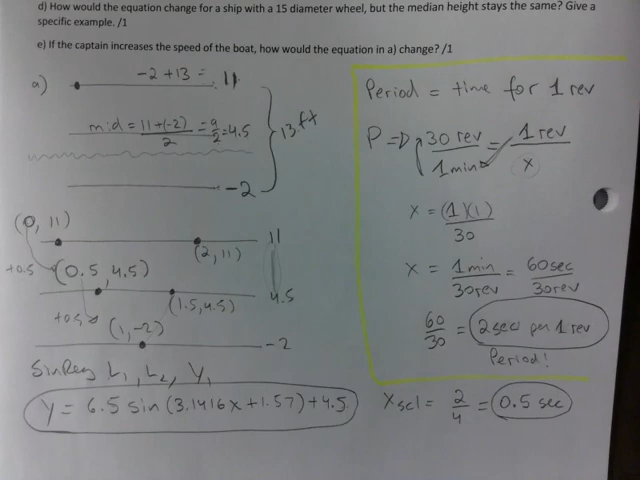 d) How would the equation change for a ship with a 15 diameter wheel, but the median height stays the same? Give a
specific example. /1
e) If the captain increases the speed of the boat, how would the equation in a) change? /1
a) -2 + 13 = 11
mid = 11+(-2)/2 = 9/2 = 4.5
13 ft
-2
(0, 11)
11
(2, 11)
+0.5
(0.5, 4.5)
4.5
(1.5, 4.5)
+0.5
(1, -2)
-2
SinReg L1, L2, Y1
y = 6.5 sin (3.1416x + 1.57) + 4.5
Period = time for 1 rev
P => 30 rev / 1 min = 1 rev / x
x = (1)(1) / 30
x = 1 min / 30 rev = 60 sec / 30 rev
60/30 = 2 sec per 1 rev
Period!
Xscl = 2/4 = 0.5 sec